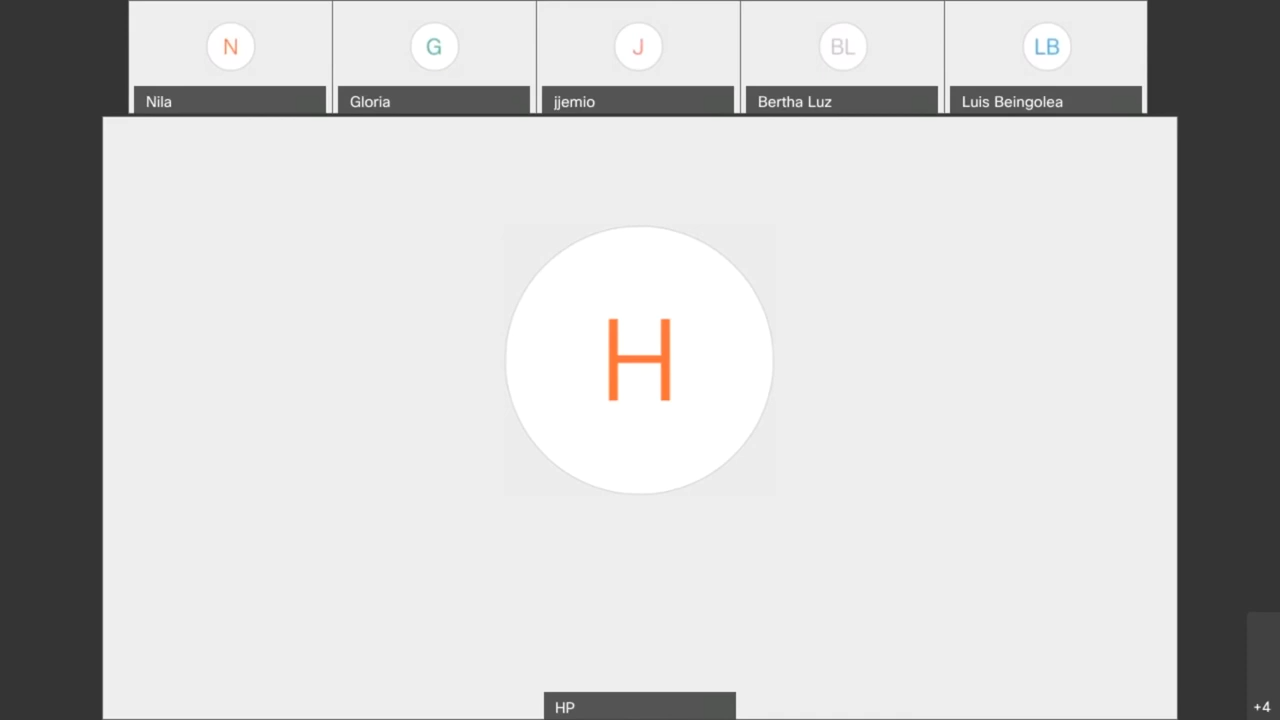 N
G
J
BL
LB
Nila
Gloria
jjemio
Bertha Luz
Luis Beingolea
H
HP
+4